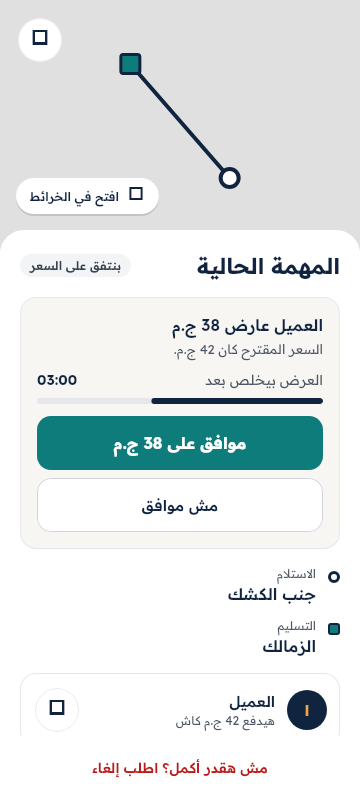 افتح في الخرائط
المهمة الحالية
بنتفق على السعر
العميل عارض 38 ج.م
السعر المقترح كان 42 ج.م.
العرض بيخلص بعد
03:00
موافق على 38 ج.م
مش موافق
الاستلام
جنب الكشك
التسليم
الزمالك
ا
العميل
هيدفع 42 ج.م كاش
مش هقدر أكمل؟ اطلب إلغاء